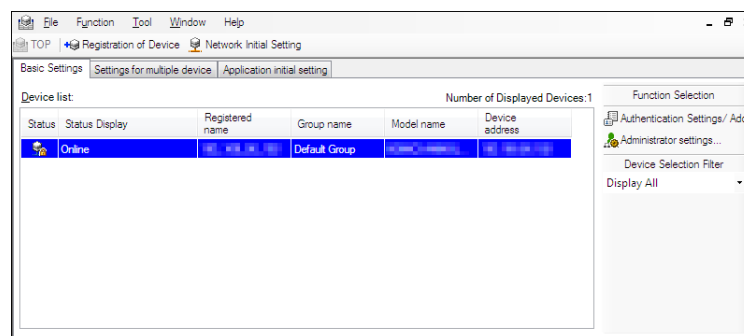 File Function Tool Window Help
TOP Registration of Device Network Initial Setting
Basic Settings Settings for multiple device Application initial setting
Device list: Number of Displayed Devices:1
Status Status Display Registered name Group name Model name Device address
Online Default Group
Function Selection
Authentication Settings/ Add
Administrator settings...
Device Selection Filter
Display All